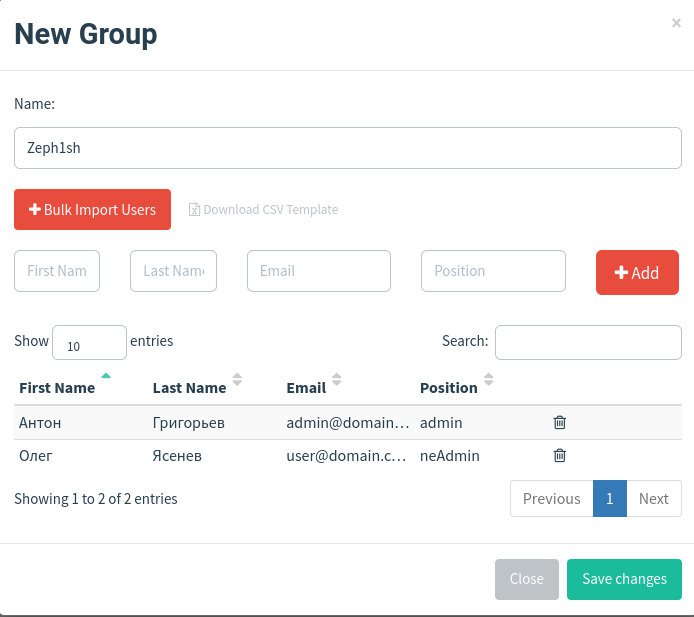 New Group
×
Name:
Zeph1sh
Bulk Import Users Download CSV Template
First Nam Last Name Email Position Add
Show 10 entries Search:
First Name Last Name Email Position
Антон Григорьев admin@domain... admin
Олег Ясенев user@domain.c... neAdmin
Showing 1 to 2 of 2 entries Previous 1 Next
Close Save changes